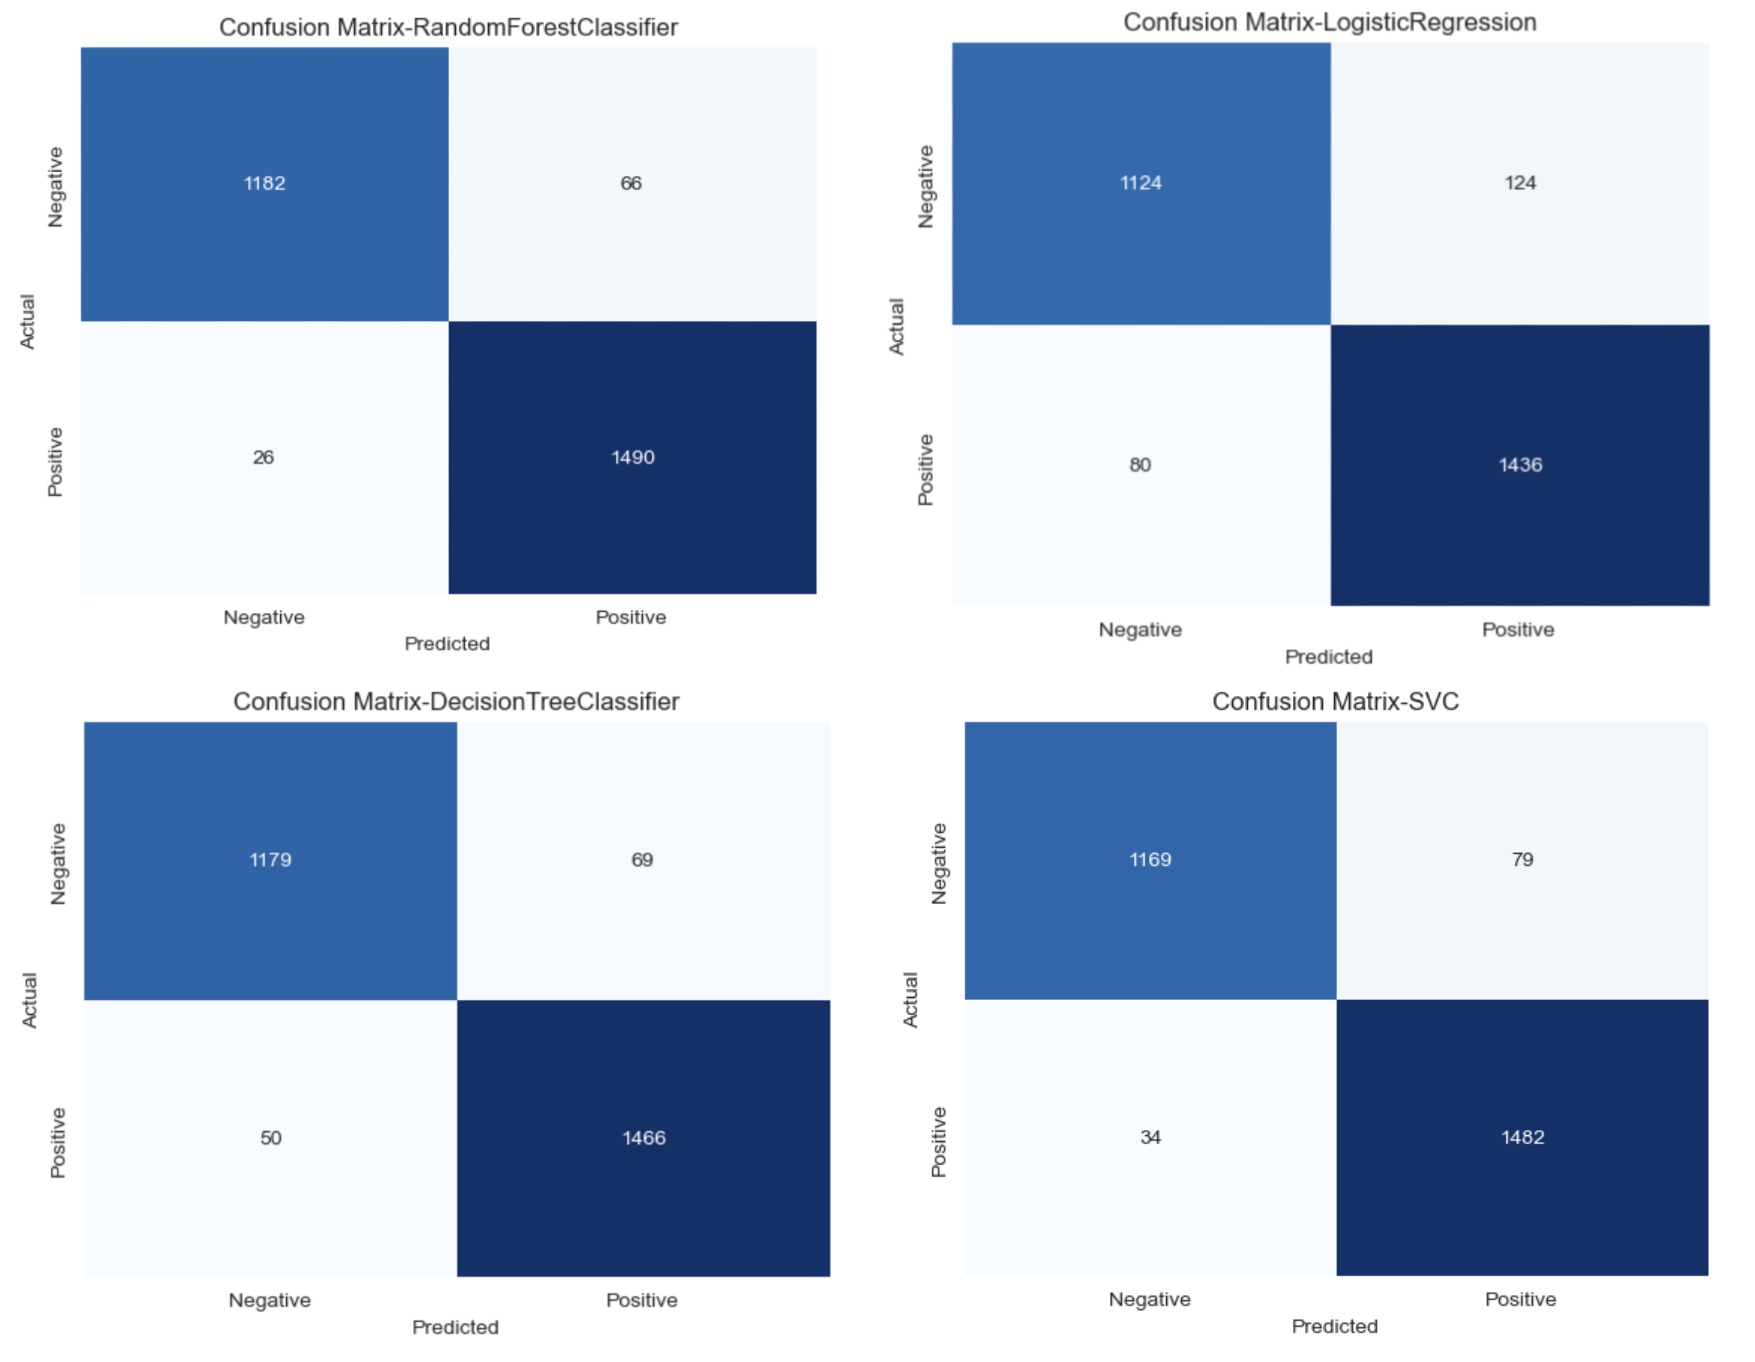 Confusion Matrix-RandomForestClassifier
Negative
1182
66
Actual
Positive
26
1490
Negative
Positive
Predicted
Confusion Matrix-LogisticRegression
Negative
1124
124
Actual
Positive
80
1436
Negative
Positive
Predicted
Confusion Matrix-DecisionTreeClassifier
Negative
1179
69
Actual
Positive
50
1466
Negative
Positive
Predicted
Confusion Matrix-SVC
Negative
1169
79
Actual
Positive
34
1482
Negative
Positive
Predicted